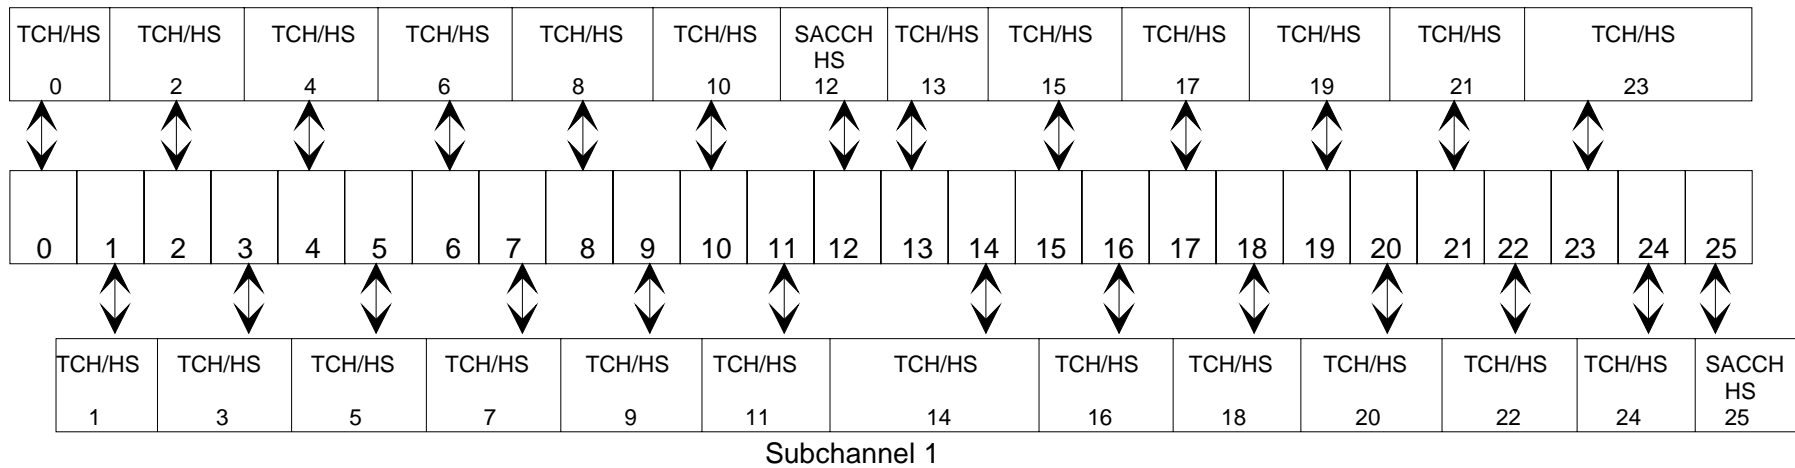 TCH/HS TCH/HS TCH/HS TCH/HS TCH/HS TCH/HS SACCH TCH/HS TCH/HS TCH/HS TCH/HS TCH/HS TCH/HS
HS
0 2 4 6 8 10 12 13 15 17 19 21 23
0 1 2 3 4 5 6 7 8 9 10 11 12 13 14 15 16 17 18 19 20 21 22 23 24 25
TCH/HS TCH/HS TCH/HS TCH/HS TCH/HS TCH/HS TCH/HS TCH/HS TCH/HS TCH/HS TCH/HS TCH/HS SACCH
HS
1 3 5 7 9 11 14 16 18 20 22 24 25
Subchannel 1